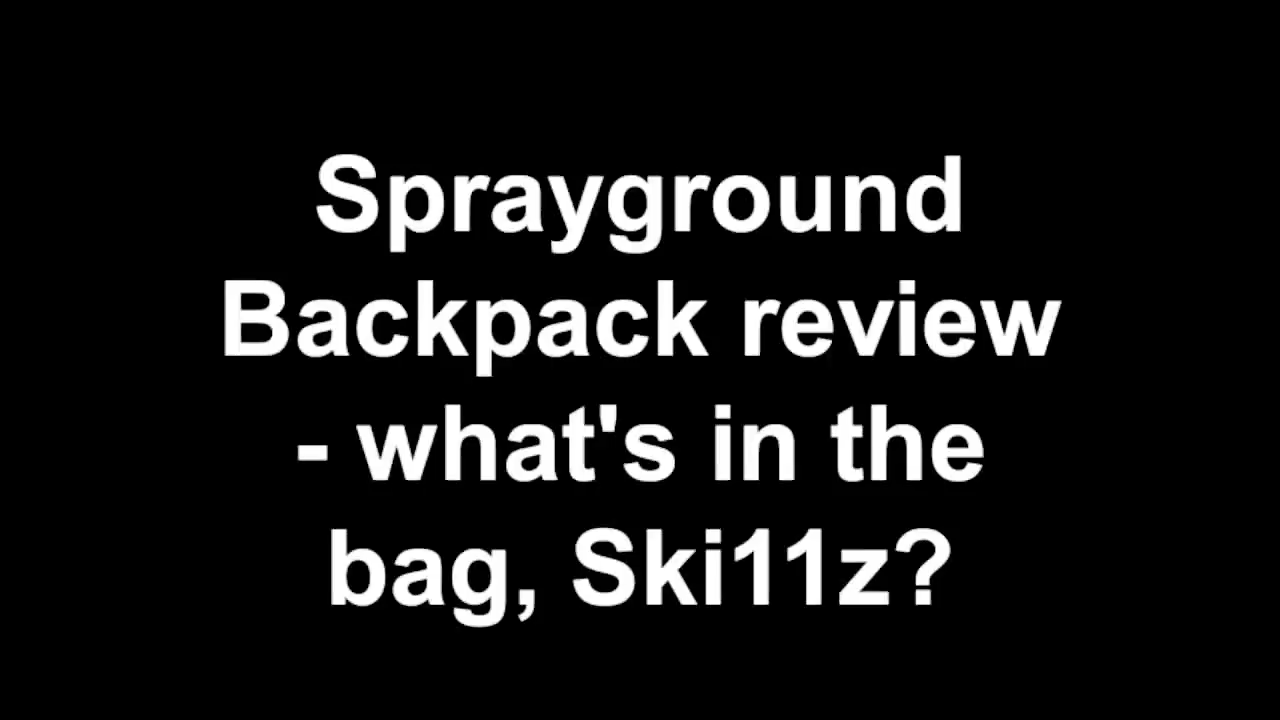 Sprayground
Backpack review
- what's in the
bag, Ski11z?